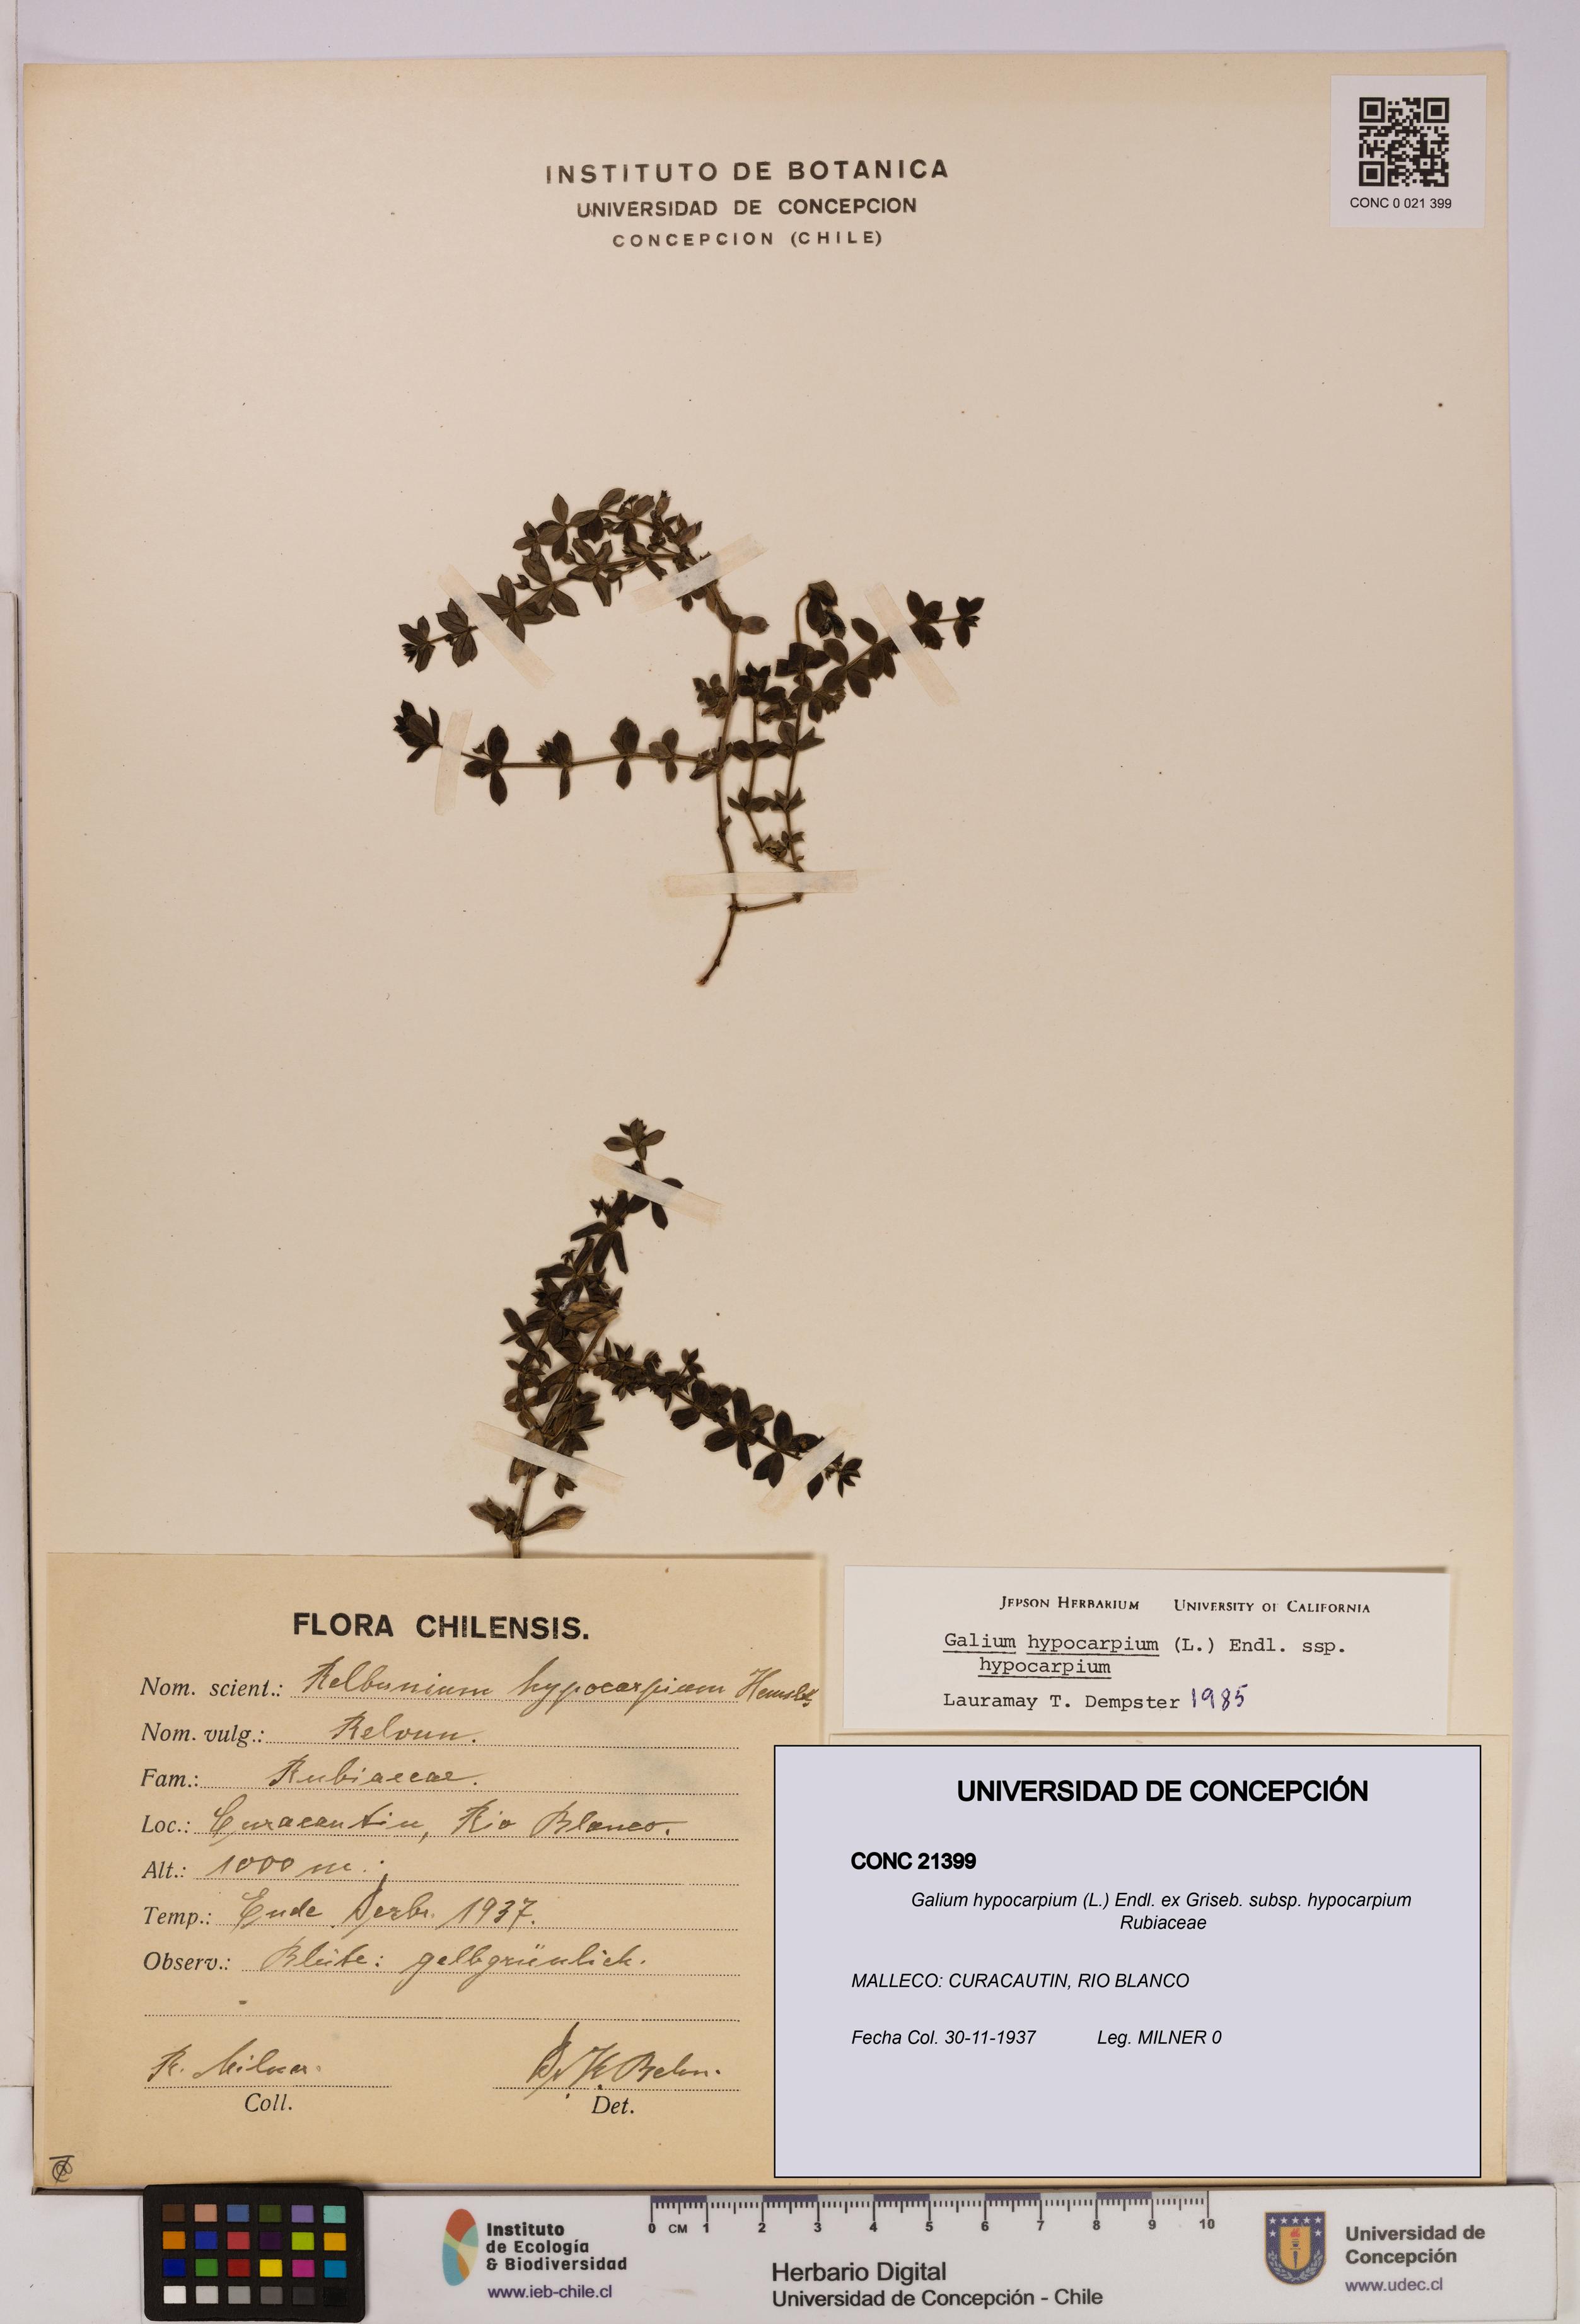 INSTITUTO DE BOTANICA
UNIVERSIDAD DE CONCEPCION
CONCEPCION (CHILE)
CONC 0 021 399
FLORA CHILENSIS.
Nom. scient.: Relbunium hypocarpium Hemsl.
Nom. vulg.: Relvun.
Fam.: Rubiaceae.
Loc.: Curacautin, Rio Blanco.
Alt.: 1000 m.
Temp.: Ende Dezbr. 1937.
Observ.: Blüte: gelbgrünlich.
R. Milner.
Coll.
Dr. K. Behn.
Det.
JEPSON HERBARIUM UNIVERSITY OF CALIFORNIA
Galium hypocarpium (L.) Endl. ssp.
hypocarpium
Lauramay T. Dempster 1985
UNIVERSIDAD DE CONCEPCIÓN
CONC 21399
Galium hypocarpium (L.) Endl. ex Griseb. subsp. hypocarpium
Rubiaceae
MALLECO: CURACAUTIN, RIO BLANCO
Fecha Col. 30-11-1937 Leg. MILNER 0
Instituto
de Ecología
& Biodiversidad
www.ieb-chile.cl
0 CM 1 2 3 4 5 6 7 8 9 10
Herbario Digital
Universidad de Concepción - Chile
Universidad de
Concepción
www.udec.cl